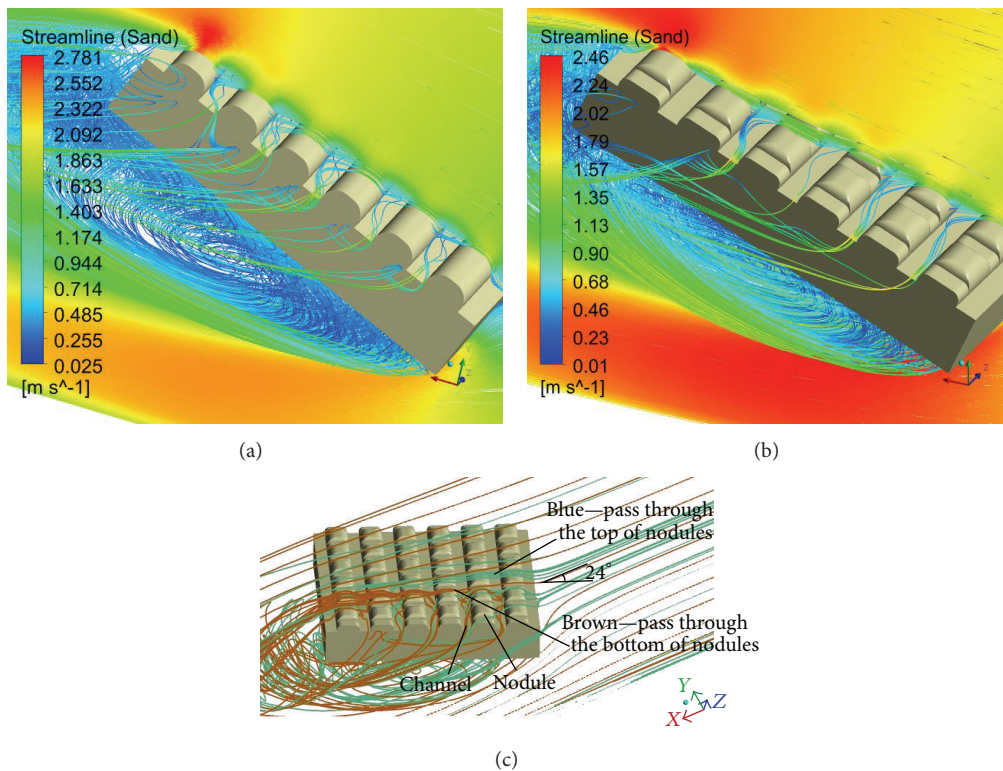 Streamline (Sand)
2.781
2.552
2.322
2.092
1.863
1.633
1.403
1.174
0.944
0.714
0.485
0.255
0.025
[m s^-1]
Z
(a)
Streamline (Sand)
2.46
2.24
2.02
1.79
1.57
1.35
1.13
0.90
0.68
0.46
0.23
0.01
[m s^-1]
Z
(b)
Blue—pass through
the top of nodules
24°
Brown—pass through
the bottom of nodules
Channel
Nodule
Y
Z
X
(c)